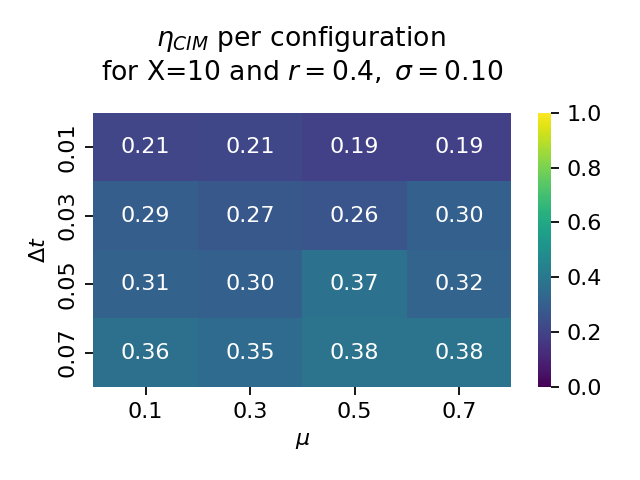 η_CIM per configuration
for X=10 and r = 0.4, σ = 0.10
Δt
0.01 0.21 0.21 0.19 0.19
0.03 0.29 0.27 0.26 0.30
0.05 0.31 0.30 0.37 0.32
0.07 0.36 0.35 0.38 0.38
0.1 0.3 0.5 0.7
μ
1.0
0.8
0.6
0.4
0.2
0.0